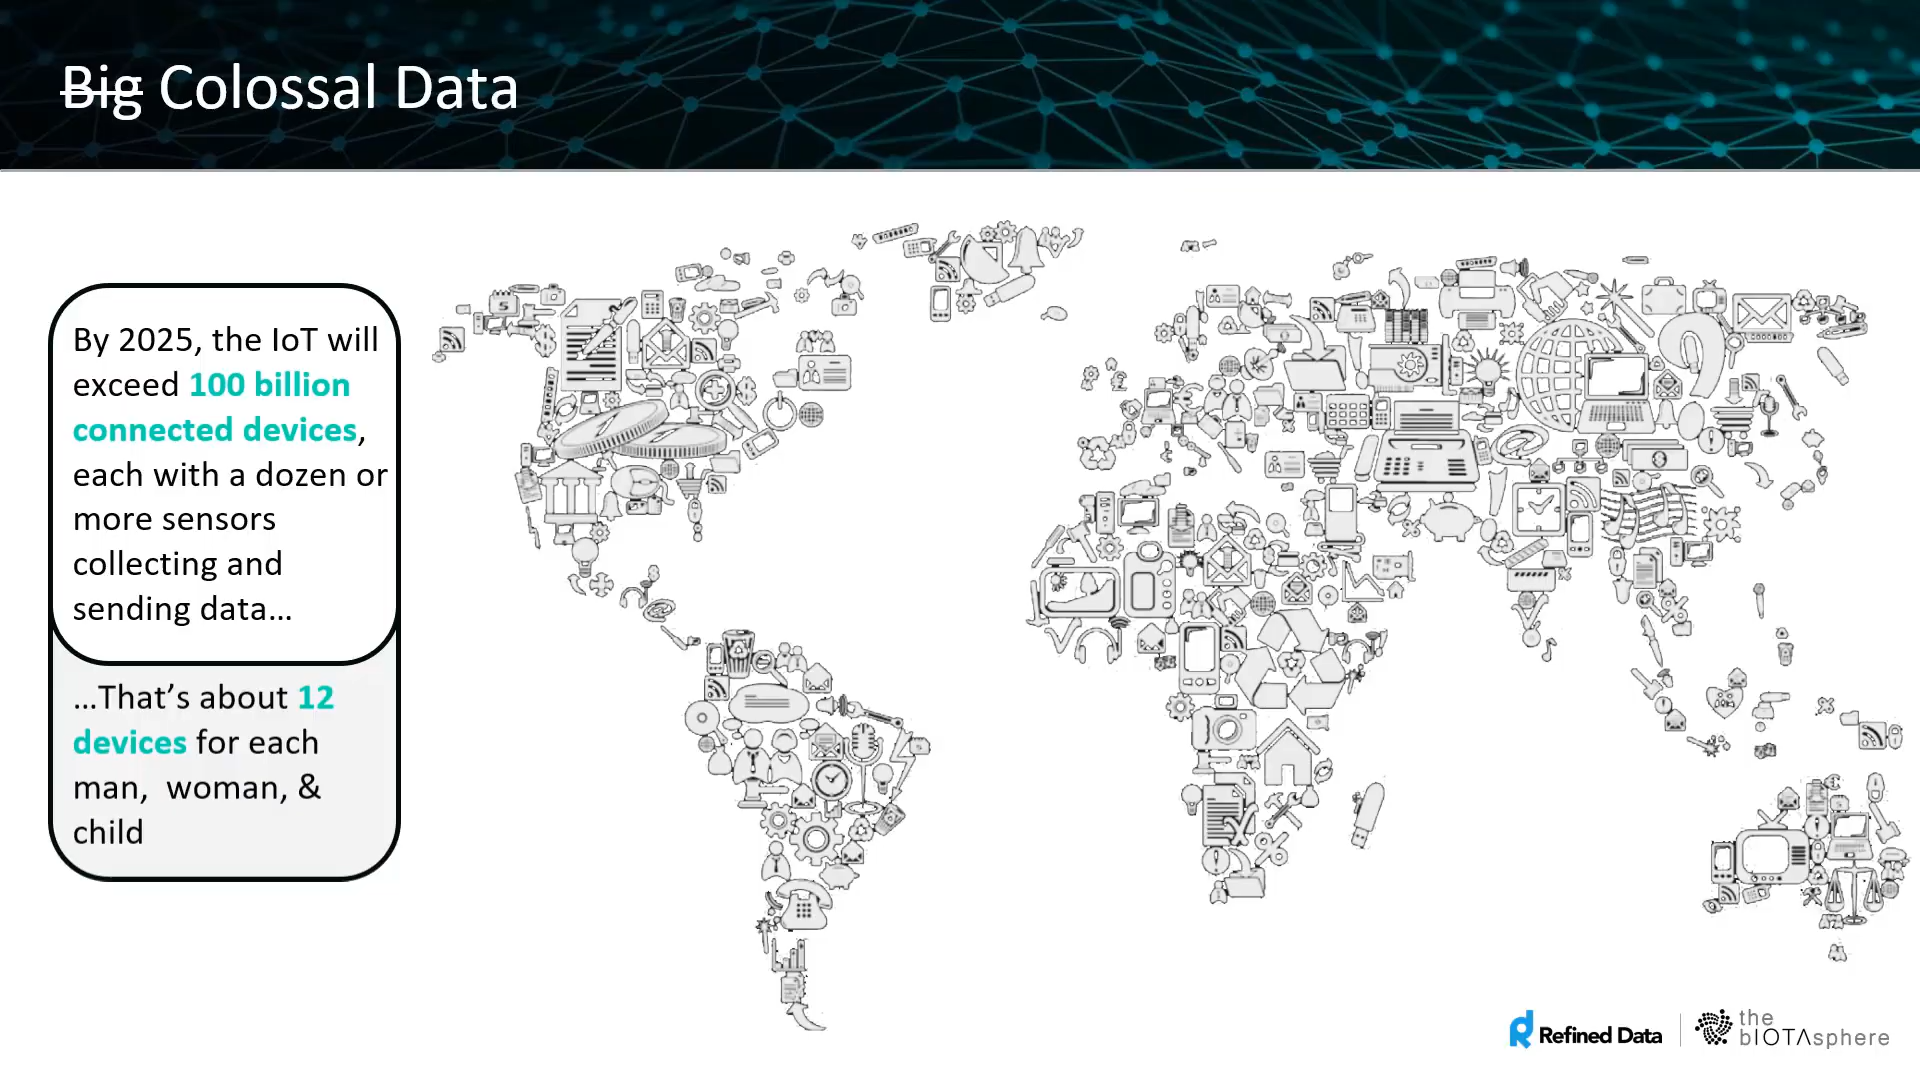 Big Colossal Data
By 2025, the IoT will
exceed 100 billion
connected devices,
each with a dozen or
more sensors
collecting and
sending data...
...That’s about 12
devices for each
man,  woman, &
child
Refined Data
the
bIOTΛsphere